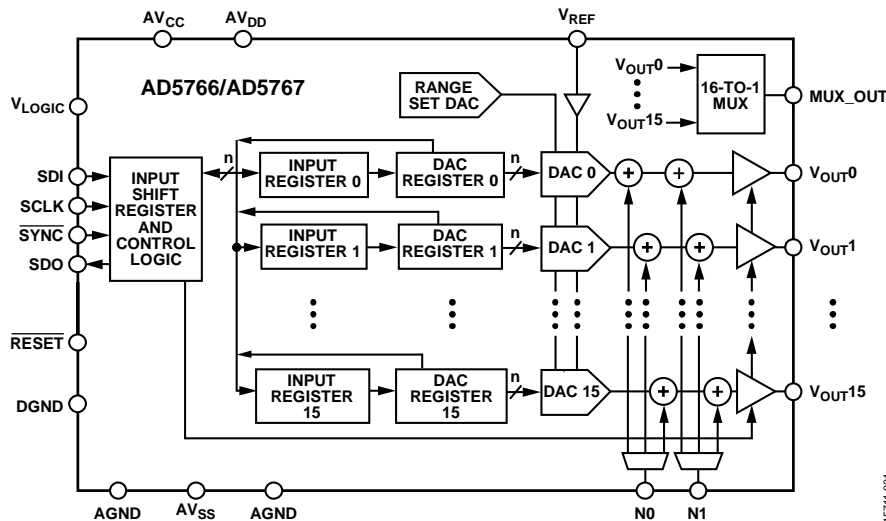 AVCC
AVDD
VREF
AD5766/AD5767
RANGE
SET DAC
VOUT0
VOUT15
16-TO-1
MUX
MUX_OUT
VLOGIC
SDI
SCLK
SYNC
SDO
RESET
DGND
INPUT
SHIFT
REGISTER
AND
CONTROL
LOGIC
n
INPUT
REGISTER 0
DAC
REGISTER 0
n
DAC 0
+
+
VOUT0
INPUT
REGISTER 1
DAC
REGISTER 1
n
DAC 1
+
+
VOUT1
INPUT
REGISTER
15
DAC
REGISTER
15
n
DAC 15
+
+
VOUT15
AGND
AVSS
AGND
N0
N1